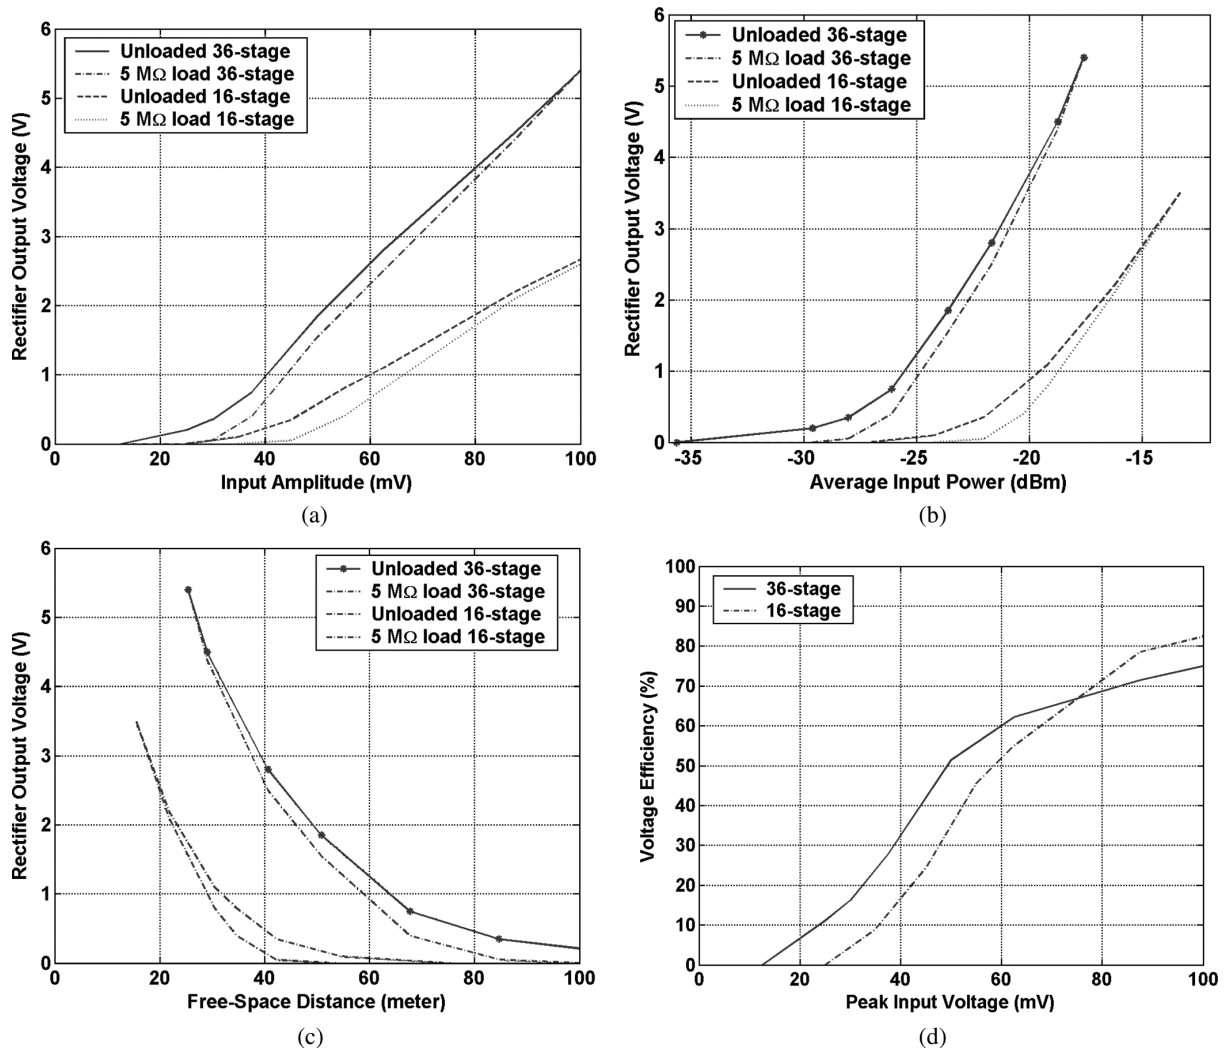 Unloaded 36-stage
5 MΩ load 36-stage
Unloaded 16-stage
5 MΩ load 16-stage
Rectifier Output Voltage (V)
6
5
4
3
2
1
0
20
40
60
80
100
Input Amplitude (mV)
(a)
Unloaded 36-stage
5 MΩ load 36-stage
Unloaded 16-stage
5 MΩ load 16-stage
Rectifier Output Voltage (V)
6
5
4
3
2
1
0
-35
-30
-25
-20
-15
Average Input Power (dBm)
(b)
Unloaded 36-stage
5 MΩ load 36-stage
Unloaded 16-stage
5 MΩ load 16-stage
Rectifier Output Voltage (V)
6
5
4
3
2
1
0
0
20
40
60
80
100
Free-Space Distance (meter)
(c)
36-stage
16-stage
Voltage Efficiency (%)
100
90
80
70
60
50
40
30
20
10
0
0
20
40
60
80
100
Peak Input Voltage (mV)
(d)